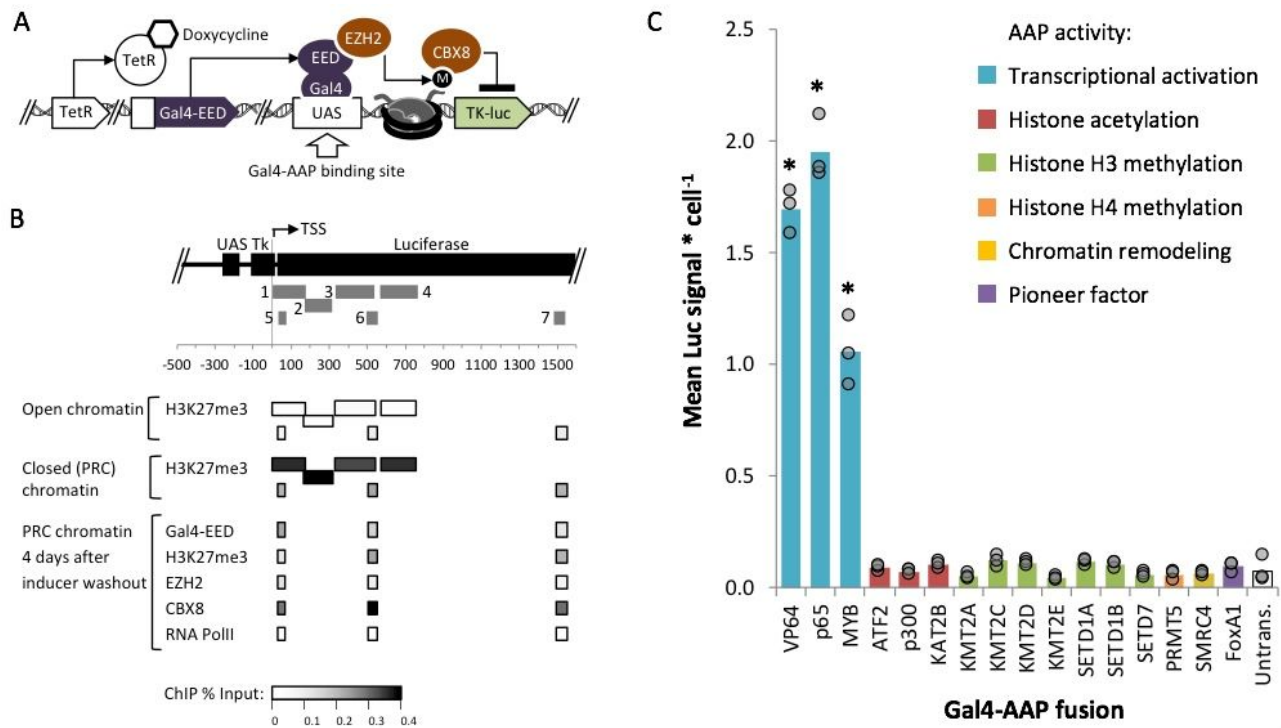 A
Doxycycline
TetR
EZH2
EED
CBX8
M
Gal4
TetR
Gal4-EED
UAS
TK-luc
Gal4-AAP binding site
B
TSS
UAS Tk
Luciferase
1
3
4
2
5
6
7
-500 -300 -100 100 300 500 700 900 1100 1300 1500
Open chromatin
H3K27me3
Closed (PRC)
chromatin
H3K27me3
PRC chromatin
4 days after
inducer washout
Gal4-EED
H3K27me3
EZH2
CBX8
RNA PolII
ChIP % Input:
0 0.1 0.2 0.3 0.4
C
Mean Luc signal * cell-1
2.5
2.0
1.5
1.0
0.5
0.0
* * *
AAP activity:
Transcriptional activation
Histone acetylation
Histone H3 methylation
Histone H4 methylation
Chromatin remodeling
Pioneer factor
VP64
p65
MYB
ATF2
p300
KAT2B
KMT2A
KMT2C
KMT2D
KMT2E
SETD1A
SETD1B
SETD7
PRMT5
SMRC4
FoxA1
Untrans.
Gal4-AAP fusion